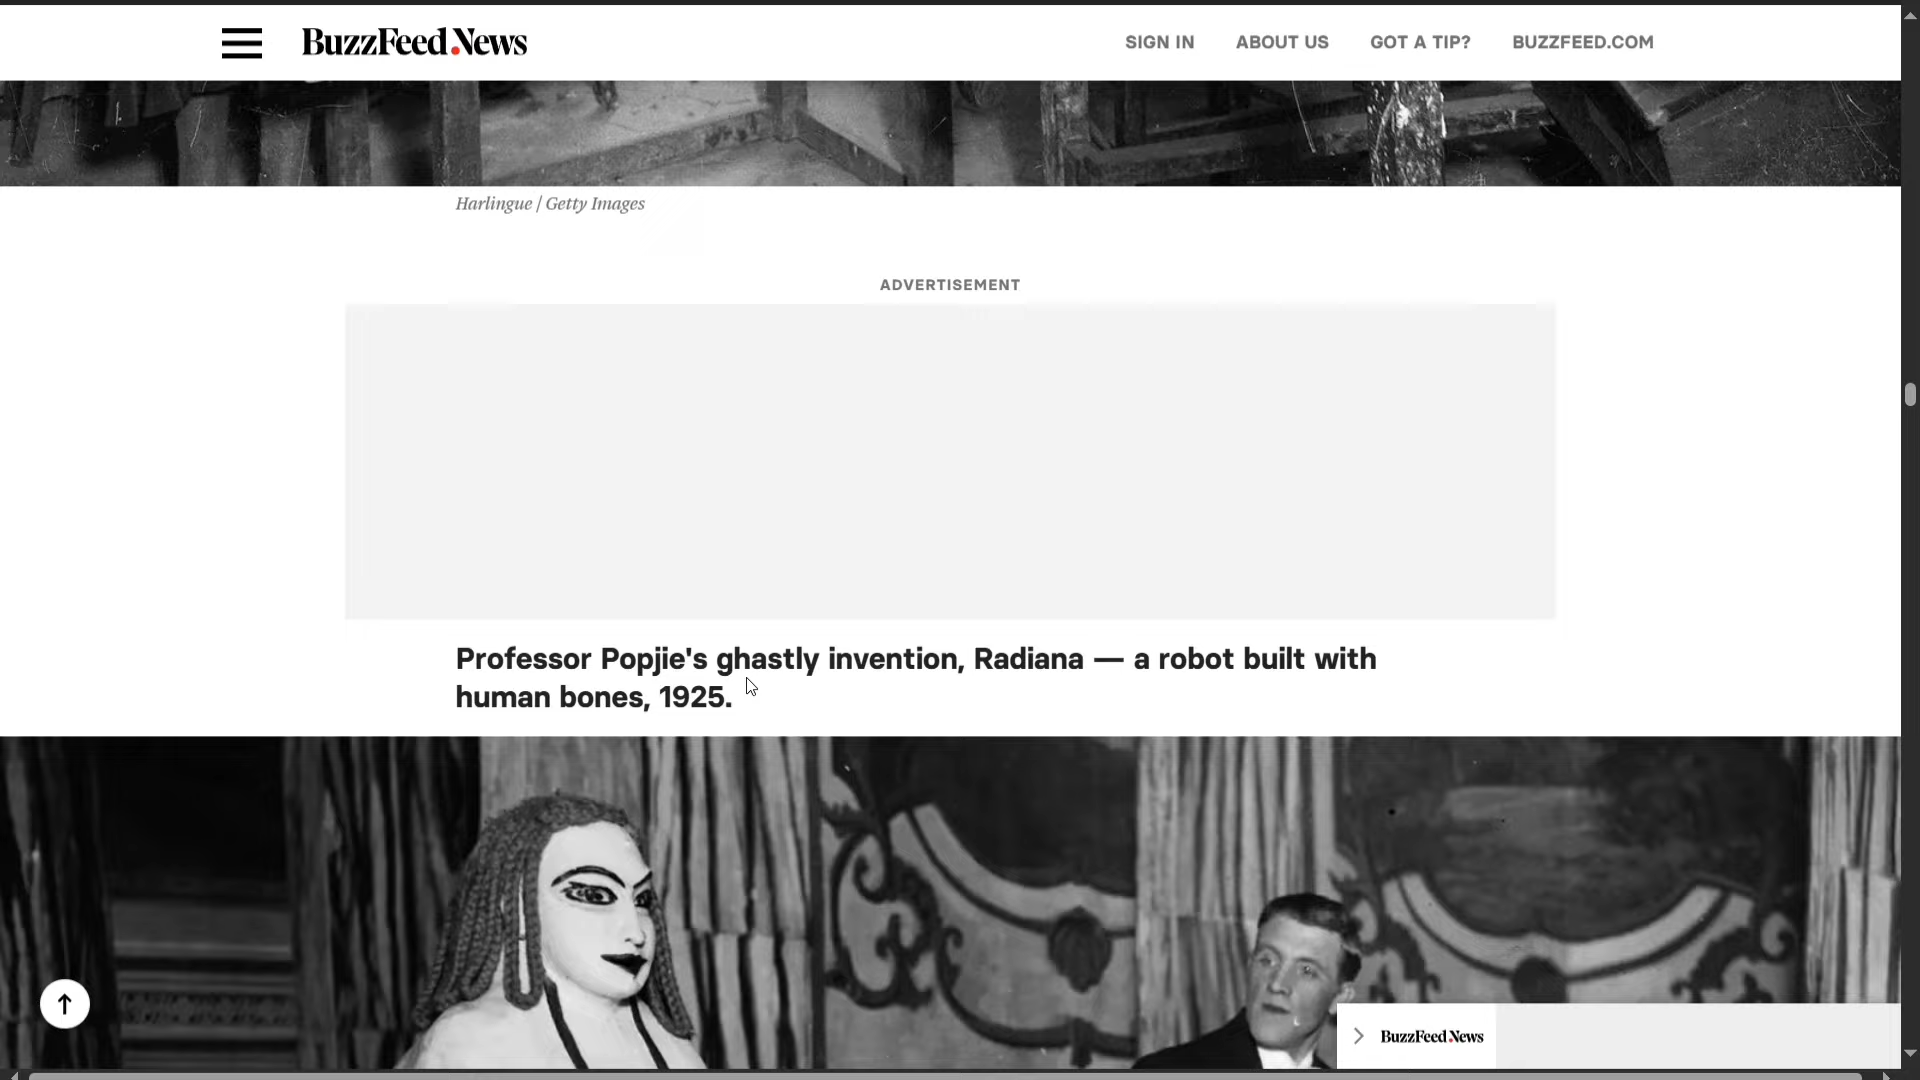 BuzzFeed News
SIGN IN
ABOUT US
GOT A TIP?
BUZZFEED.COM
Harlingue / Getty Images
ADVERTISEMENT
Professor Popjie's ghastly invention, Radiana — a robot built with
human bones, 1925.
BuzzFeed News